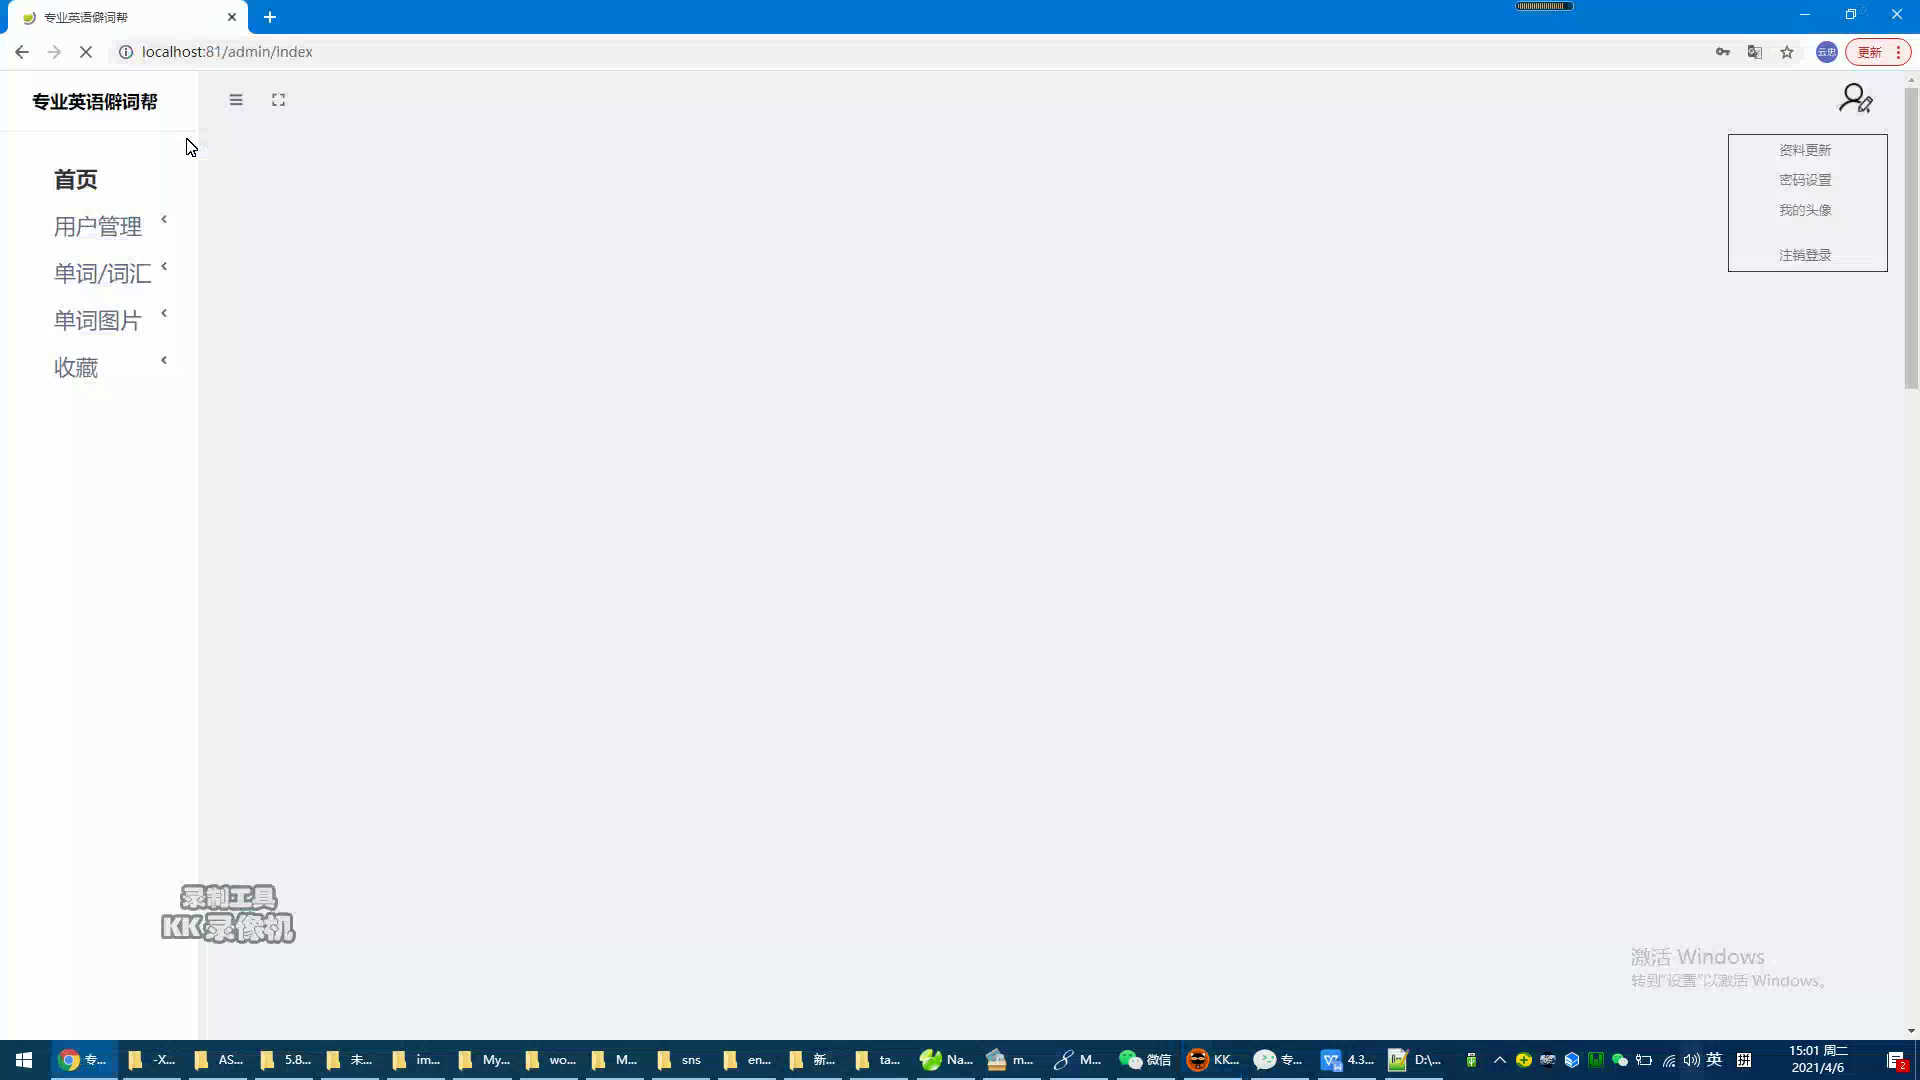 专业英语僻词帮
localhost:81/admin/index
云忠
更新
专业英语僻词帮
资料更新
密码设置
我的头像
注销登录
首页
用户管理
单词/词汇
单词图片
收藏
录制工具
KK录像机
激活 Windows
转到"设置"以激活 Windows。
专...
-X...
AS...
5.8...
未...
im...
My...
wo...
M...
sns
en...
新...
ta...
Na...
m...
M...
微信
KK...
专...
4.3...
D:\...
英
拼
15:01 周二
2021/4/6
2